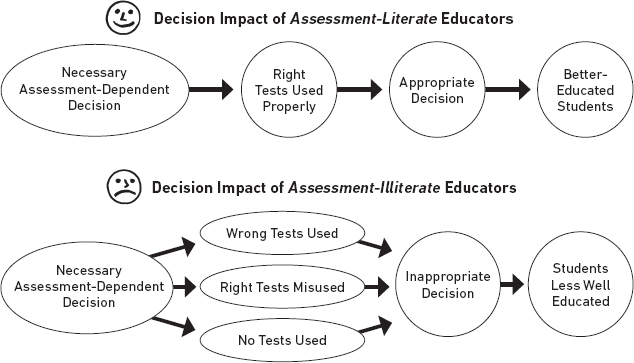 Decision Impact of Assessment-Literate Educators
Necessary
Assessment-Dependent
Decision
Right
Tests Used
Properly
Appropriate
Decision
Better-
Educated
Students
Decision Impact of Assessment-Illiterate Educators
Necessary
Assessment-Dependent
Decision
Wrong Tests Used
Right Tests Misused
No Tests Used
Inappropriate
Decision
Students
Less Well
Educated